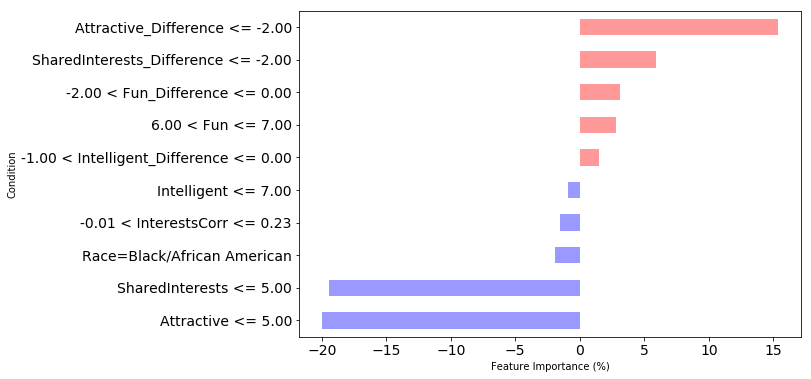 Attractive_Difference <= -2.00
SharedInterests_Difference <= -2.00
-2.00 < Fun_Difference <= 0.00
6.00 < Fun <= 7.00
-1.00 < Intelligent_Difference <= 0.00
Intelligent <= 7.00
-0.01 < InterestsCorr <= 0.23
Race=Black/African American
SharedInterests <= 5.00
Attractive <= 5.00
Condition
−20 −15 −10 −5 0 5 10 15
Feature Importance (%)